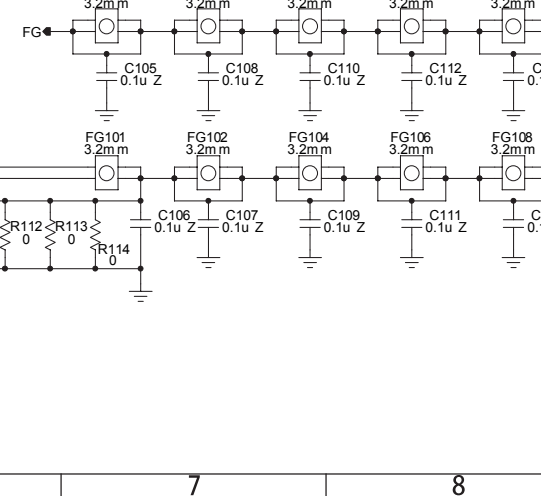 3.2mm 3.2mm 3.2mm 3.2mm 3.2mm
FG
C105 C108 C110 C112 C
0.1u Z 0.1u Z 0.1u Z 0.1u Z 0.
FG101 FG102 FG104 FG106 FG108
3.2mm 3.2mm 3.2mm 3.2mm 3.2mm
R112 R113 C106 C107 C109 C111 C
0 0 0.1u Z 0.1u Z 0.1u Z 0.1u Z 0.
R114
0
7 8